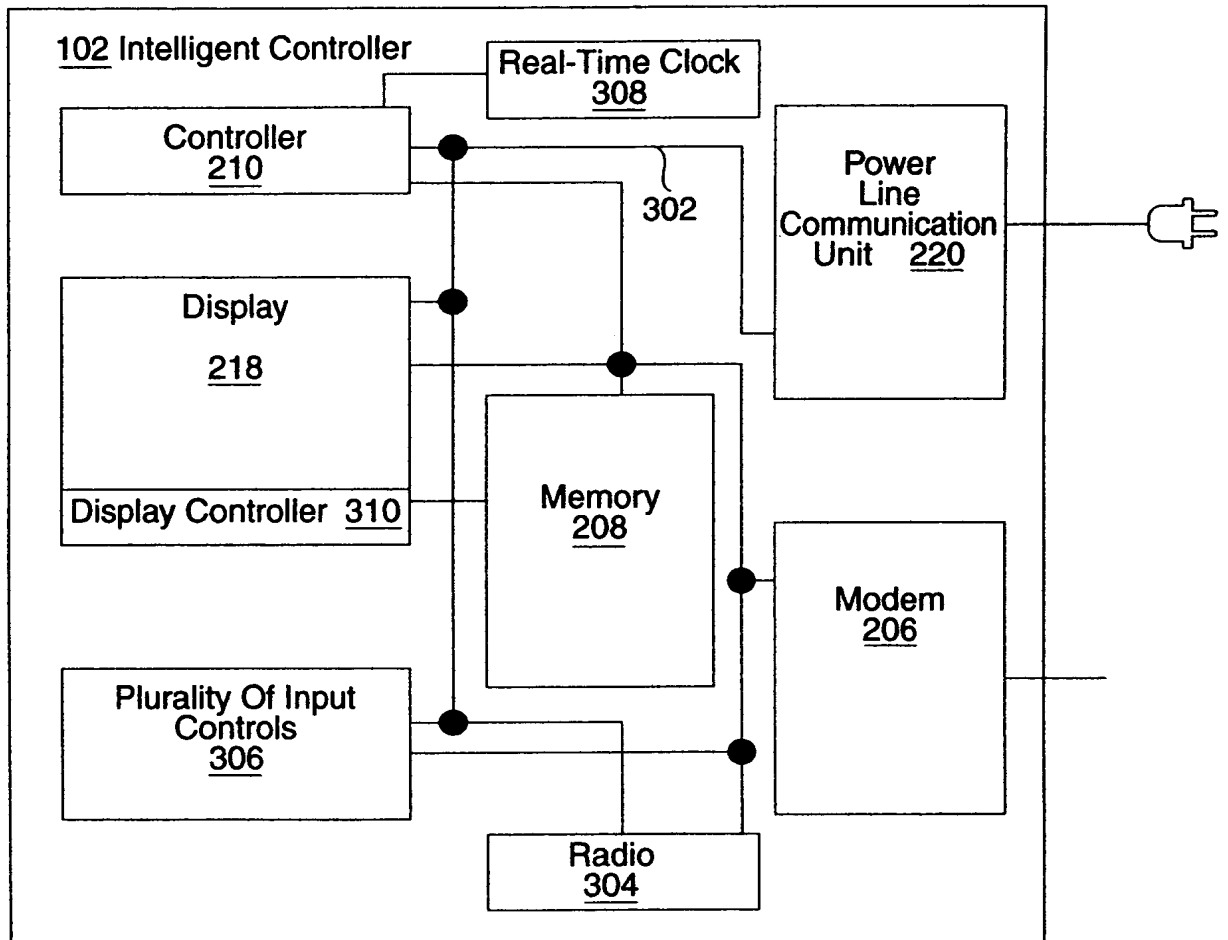 102 Intelligent Controller
Real-Time Clock
308
Controller
210
302
Power
Line
Communication
Unit 220
Display
218
Display Controller 310
Memory
208
Modem
206
Plurality Of Input
Controls
306
Radio
304